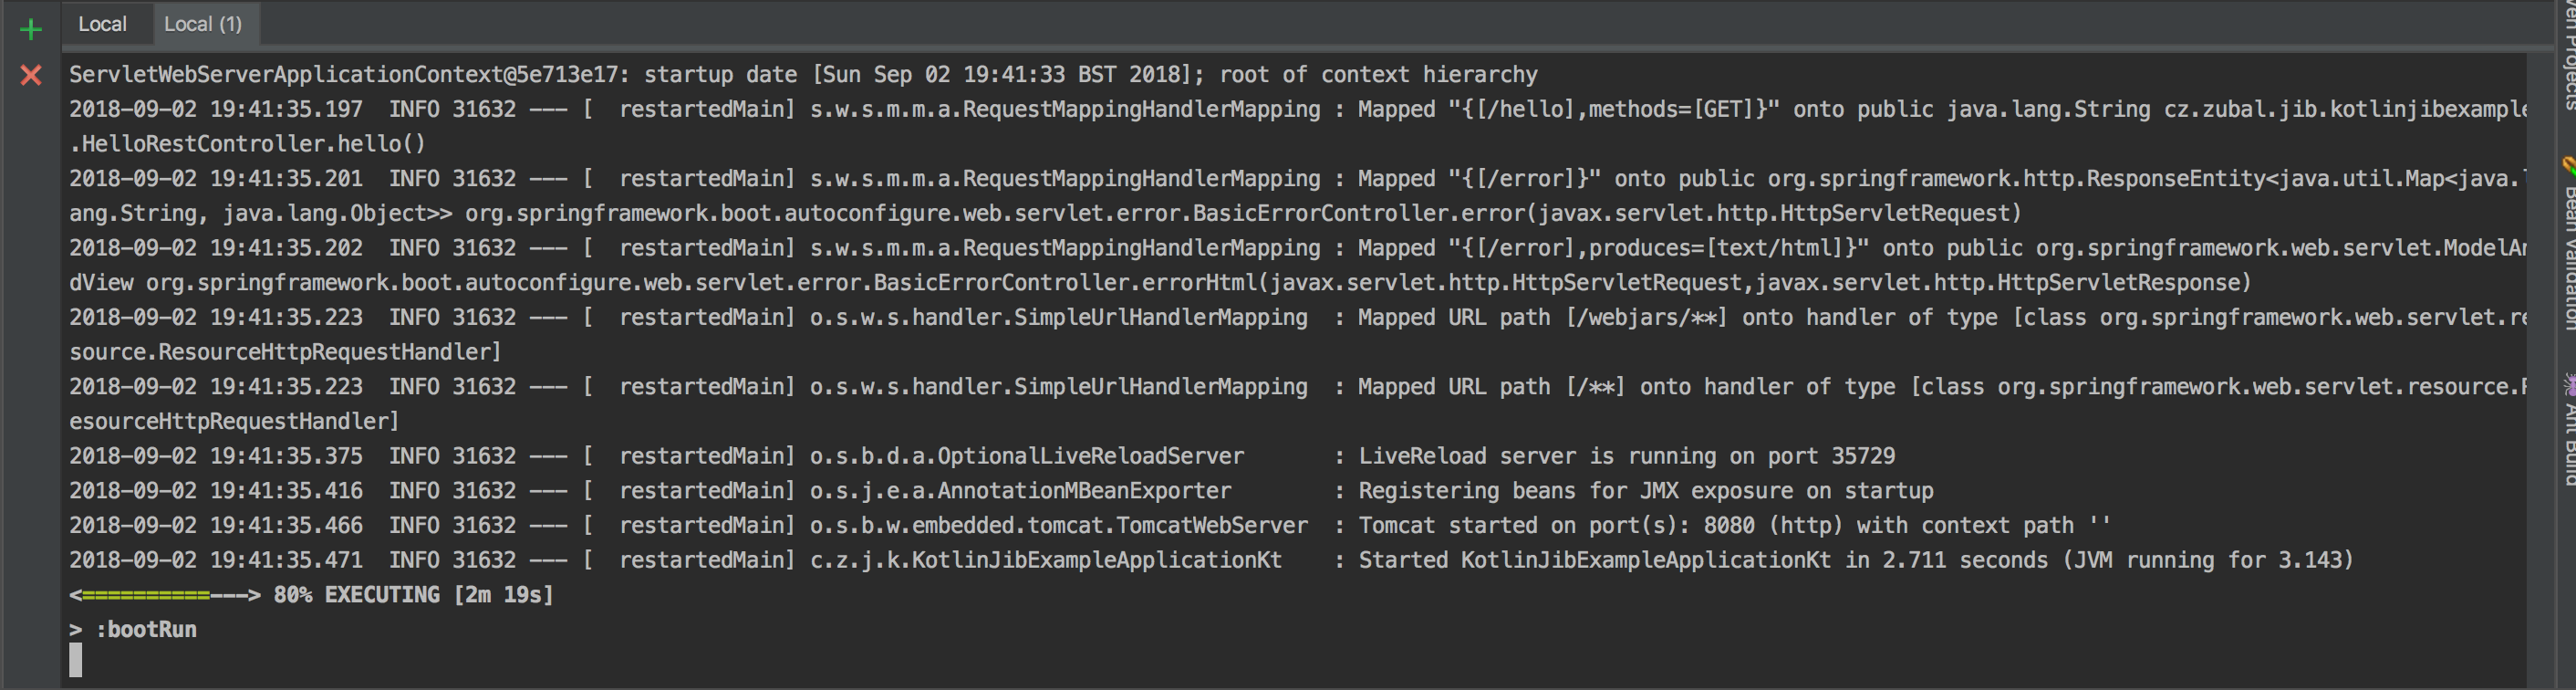 Local Local (1)
ServletWebServerApplicationContext@5e713e17: startup date [Sun Sep 02 19:41:33 BST 2018]; root of context hierarchy
2018-09-02 19:41:35.197  INFO 31632 --- [  restartedMain] s.w.s.m.m.a.RequestMappingHandlerMapping : Mapped "{[/hello],methods=[GET]}" onto public java.lang.String cz.zubal.jib.kotlinjibexample
.HelloRestController.hello()
2018-09-02 19:41:35.201  INFO 31632 --- [  restartedMain] s.w.s.m.m.a.RequestMappingHandlerMapping : Mapped "{[/error]}" onto public org.springframework.http.ResponseEntity<java.util.Map<java.l
ang.String, java.lang.Object>> org.springframework.boot.autoconfigure.web.servlet.error.BasicErrorController.error(javax.servlet.http.HttpServletRequest)
2018-09-02 19:41:35.202  INFO 31632 --- [  restartedMain] s.w.s.m.m.a.RequestMappingHandlerMapping : Mapped "{[/error],produces=[text/html]}" onto public org.springframework.web.servlet.ModelAn
dView org.springframework.boot.autoconfigure.web.servlet.error.BasicErrorController.errorHtml(javax.servlet.http.HttpServletRequest,javax.servlet.http.HttpServletResponse)
2018-09-02 19:41:35.223  INFO 31632 --- [  restartedMain] o.s.w.s.handler.SimpleUrlHandlerMapping  : Mapped URL path [/webjars/**] onto handler of type [class org.springframework.web.servlet.re
source.ResourceHttpRequestHandler]
2018-09-02 19:41:35.223  INFO 31632 --- [  restartedMain] o.s.w.s.handler.SimpleUrlHandlerMapping  : Mapped URL path [/**] onto handler of type [class org.springframework.web.servlet.resource.R
esourceHttpRequestHandler]
2018-09-02 19:41:35.375  INFO 31632 --- [  restartedMain] o.s.b.d.a.OptionalLiveReloadServer       : LiveReload server is running on port 35729
2018-09-02 19:41:35.416  INFO 31632 --- [  restartedMain] o.s.j.e.a.AnnotationMBeanExporter        : Registering beans for JMX exposure on startup
2018-09-02 19:41:35.466  INFO 31632 --- [  restartedMain] o.s.b.w.embedded.tomcat.TomcatWebServer  : Tomcat started on port(s): 8080 (http) with context path ''
2018-09-02 19:41:35.471  INFO 31632 --- [  restartedMain] c.z.j.k.KotlinJibExampleApplicationKt    : Started KotlinJibExampleApplicationKt in 2.711 seconds (JVM running for 3.143)
<==========---> 80% EXECUTING [2m 19s]
> :bootRun
Projects
Bean Validation
Ant Build